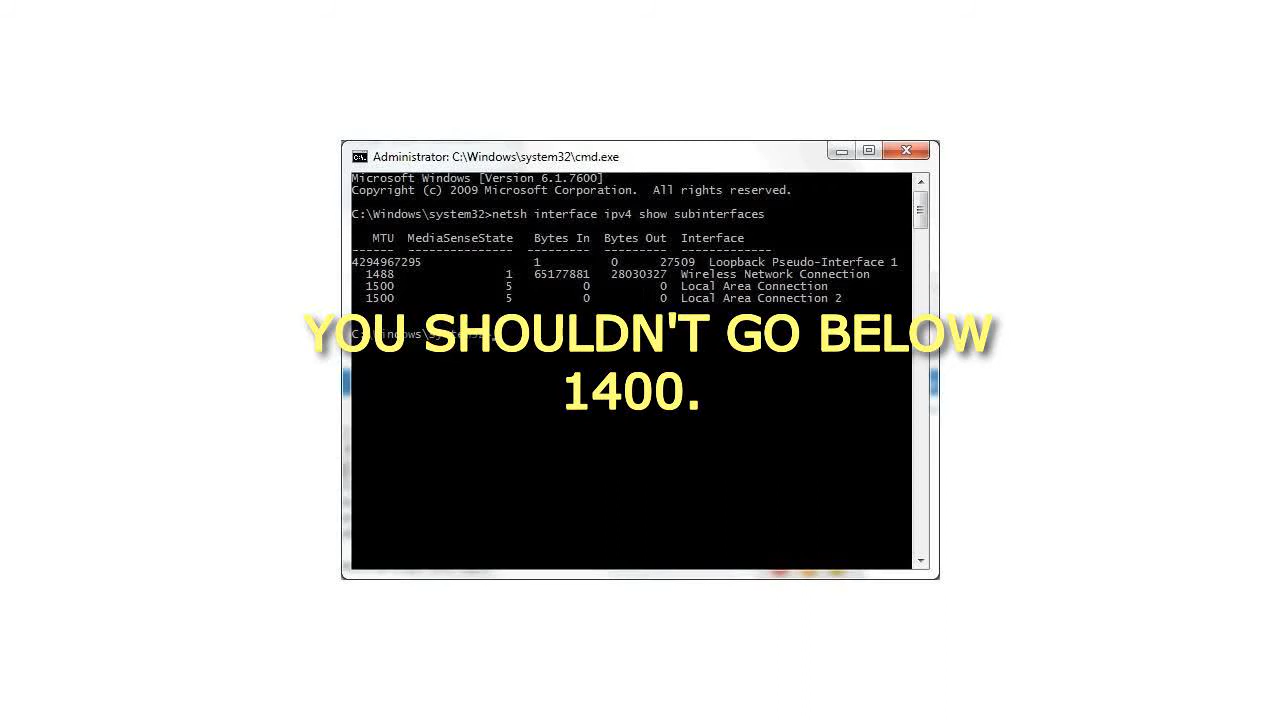 Administrator: C:\Windows\system32\cmd.exe
Microsoft Windows [Version 6.1.7600]
Copyright (c) 2009 Microsoft Corporation.  All rights reserved.
C:\Windows\system32>netsh interface ipv4 show subinterfaces
MTU  MediaSenseState   Bytes In  Bytes Out  Interface
------  ---------------  ---------  ---------  -------------
4294967295                1          0      27509  Loopback Pseudo-Interface 1
1488                1   65177881   28030327  Wireless Network Connection
1500                5          0          0  Local Area Connection
1500                5          0          0  Local Area Connection 2
YOU SHOULDN'T GO BELOW
1400.